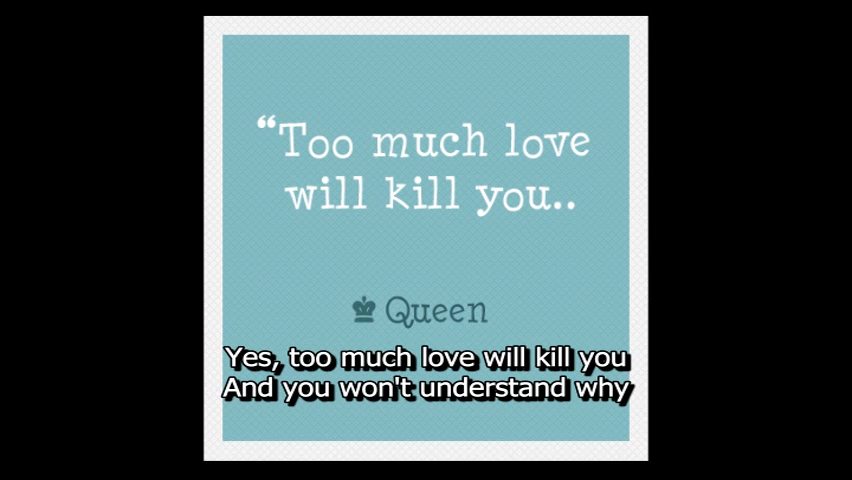 “Too much love
will kill you..
Queen
Yes, too much love will kill you
And you won't understand why